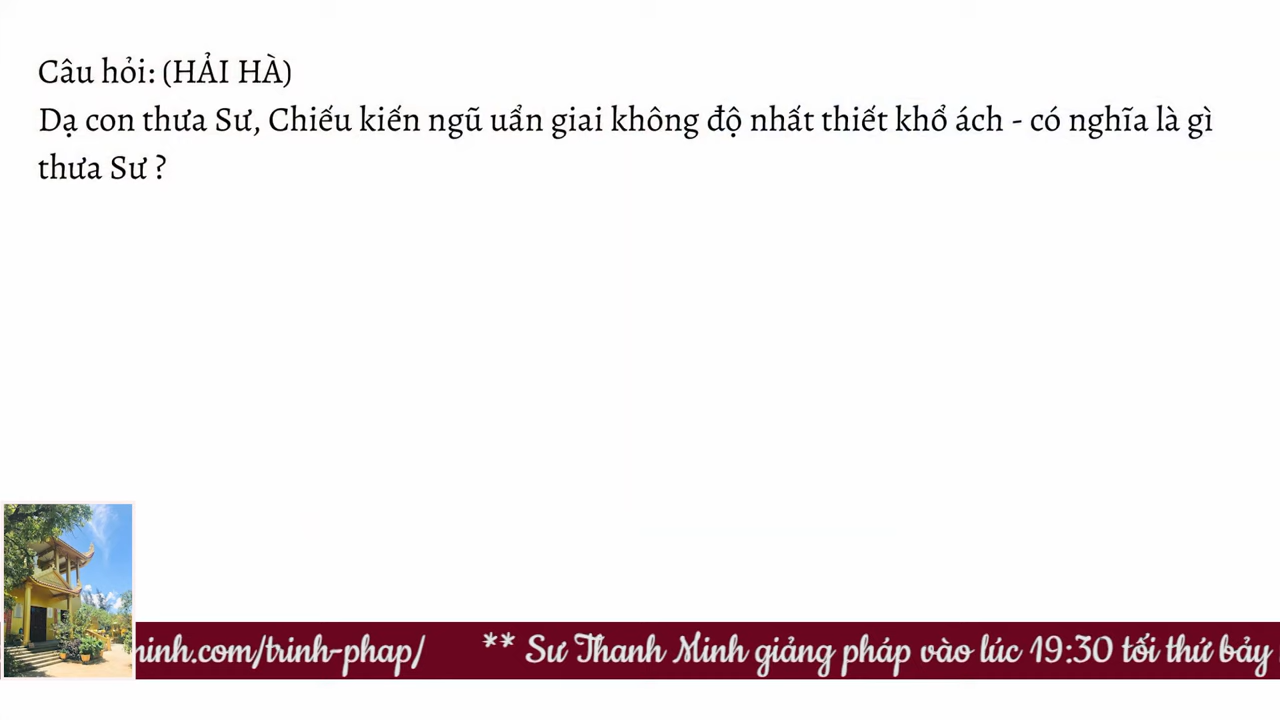 Câu hỏi: (HẢI HÀ)
Dạ con thưa Sư, Chiếu kiến ngũ uẩn giai không độ nhất thiết khổ ách - có nghĩa là gì
thưa Sư ?
ninh.com/trinh-phap/ ** Sư Thanh Minh giảng pháp vào lúc 19:30 tối thứ bảy